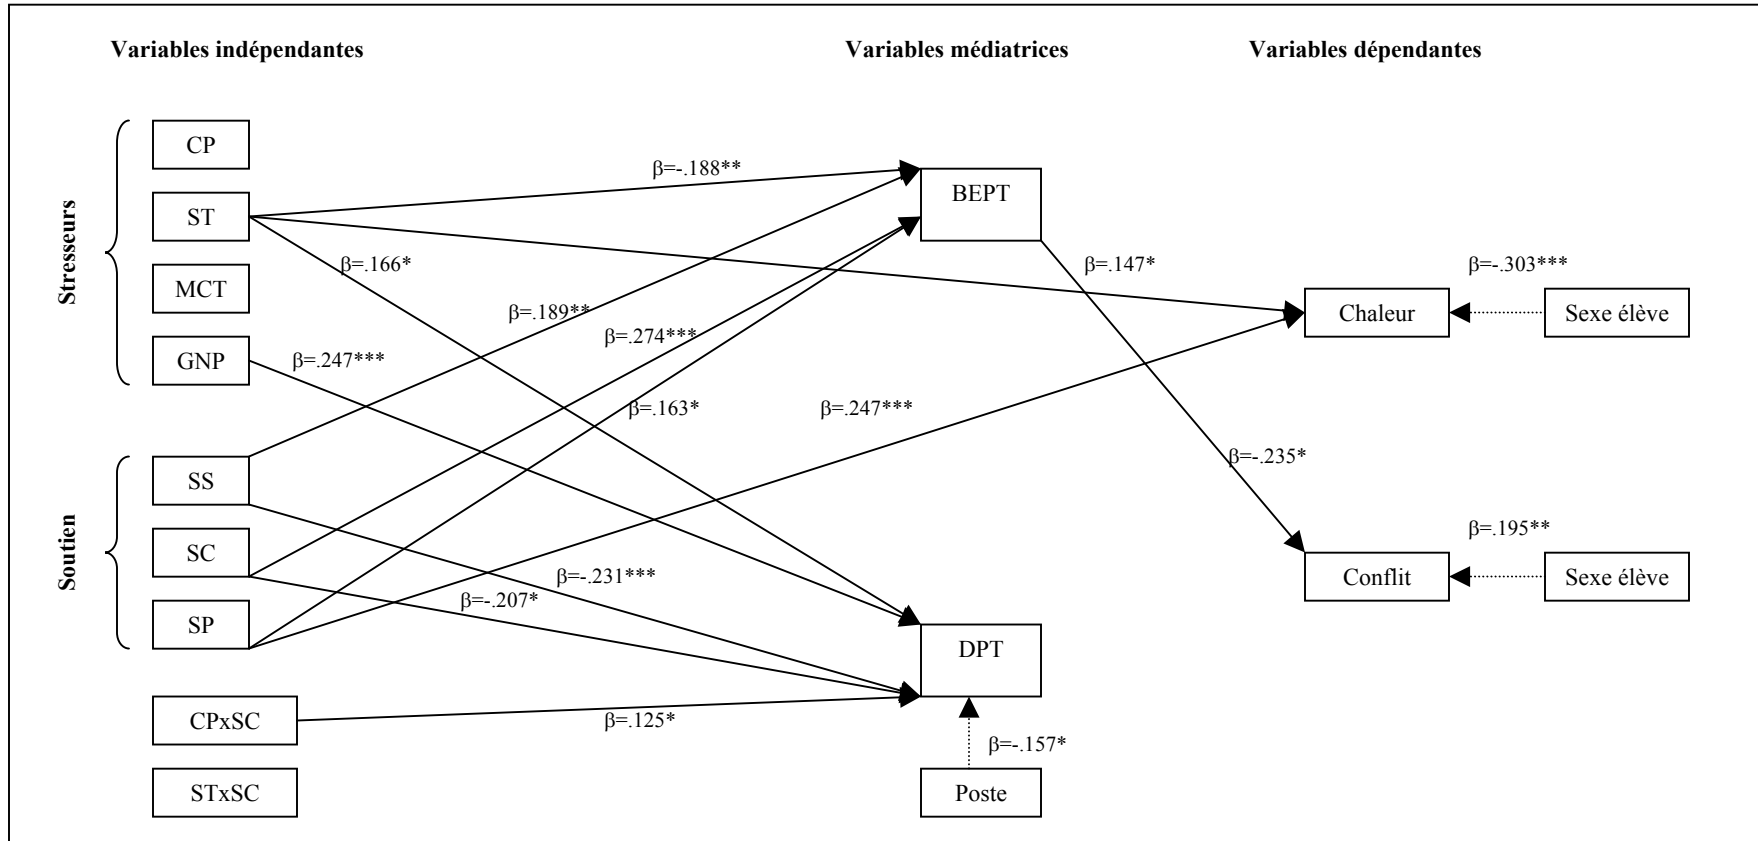 Variables indépendantes
Variables médiatrices
Variables dépendantes
Stresseurs
CP
ST
MCT
GNP
Soutien
SS
SC
SP
CPxSC
STxSC
β=-.188**
β=.166*
β=.189**
β=.274***
β=.247***
β=.163*
β=.247***
β=-.231***
β=-.207*
β=.125*
BEPT
DPT
β=-.157*
Poste
β=.147*
β=-.235*
β=-.303***
Chaleur
Sexe élève
β=.195**
Conflit
Sexe élève